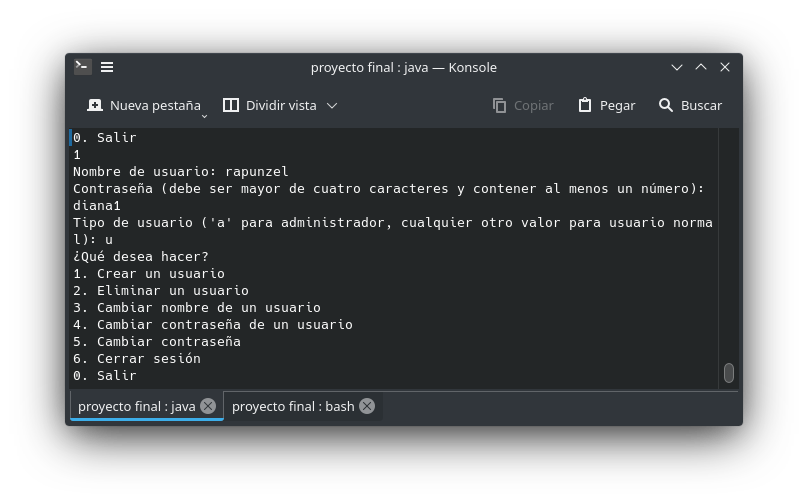 proyecto final : java — Konsole
Nueva pestaña Dividir vista Copiar Pegar Buscar
0. Salir
1
Nombre de usuario: rapunzel
Contraseña (debe ser mayor de cuatro caracteres y contener al menos un número):
diana1
Tipo de usuario ('a' para administrador, cualquier otro valor para usuario norma
l): u
¿Qué desea hacer?
1. Crear un usuario
2. Eliminar un usuario
3. Cambiar nombre de un usuario
4. Cambiar contraseña de un usuario
5. Cambiar contraseña
6. Cerrar sesión
0. Salir
proyecto final : java proyecto final : bash